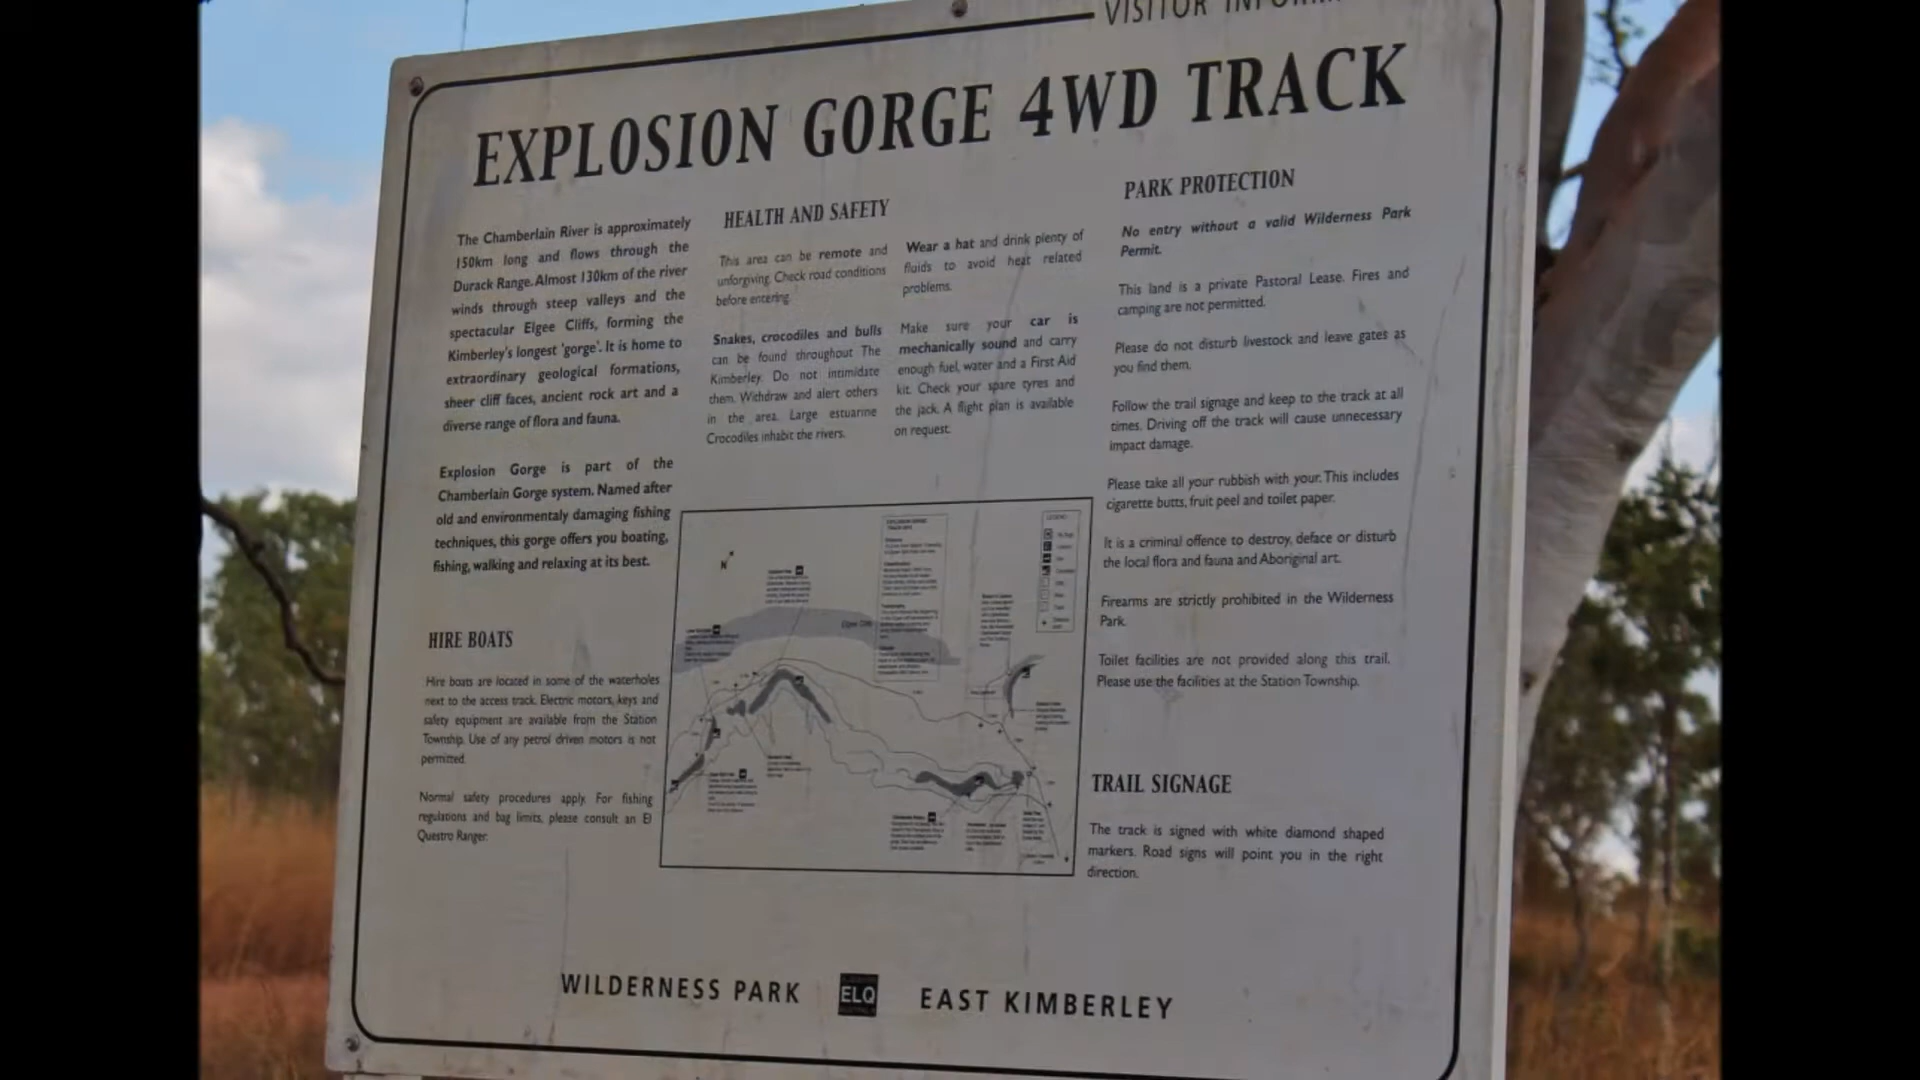 VISITOR INFORM
EXPLOSION GORGE 4WD TRACK
The Chamberlain River is approximately
150km long and flows through the
Durack Range. Almost 130km of the river
winds through steep valleys and the
spectacular Elgee Cliffs, forming the
Kimberley's longest 'gorge'. It is home to
extraordinary geological formations,
sheer cliff faces, ancient rock art and a
diverse range of flora and fauna.
Explosion Gorge is part of the
Chamberlain Gorge system. Named after
old and environmentaly damaging fishing
techniques, this gorge offers you boating,
fishing, walking and relaxing at its best.
HIRE BOATS
Hire boats are located in some of the waterholes
next to the access track. Electric motors, keys and
safety equipment are available from the Station
Township. Use of any petrol driven motors is not
permitted.
Normal safety procedures apply. For fishing
regulations and bag limits, please consult an El
Questro Ranger.
HEALTH AND SAFETY
This area can be remote and
unforgiving. Check road conditions
before entering.
Snakes, crocodiles and bulls
can be found throughout The
Kimberley. Do not intimidate
them. Withdraw and alert others
in the area. Large estuarine
Crocodiles inhabit the rivers.
Wear a hat and drink plenty of
fluids to avoid heat related
problems.
Make sure your car is
mechanically sound and carry
enough fuel, water and a First Aid
kit. Check your spare tyres and
the jack. A flight plan is available
on request.
N
LEGEND
PARK PROTECTION
No entry without a valid Wilderness Park
Permit.
This land is a private Pastoral Lease. Fires and
camping are not permitted.
Please do not disturb livestock and leave gates as
you find them.
Follow the trail signage and keep to the track at all
times. Driving off the track will cause unnecessary
impact damage.
Please take all your rubbish with your. This includes
cigarette butts, fruit peel and toilet paper.
It is a criminal offence to destroy, deface or disturb
the local flora and fauna and Aboriginal art.
Firearms are strictly prohibited in the Wilderness
Park.
Toilet facilities are not provided along this trail.
Please use the facilities at the Station Township.
TRAIL SIGNAGE
The track is signed with white diamond shaped
markers. Road signs will point you in the right
direction.
WILDERNESS PARK
ELQ
EAST KIMBERLEY